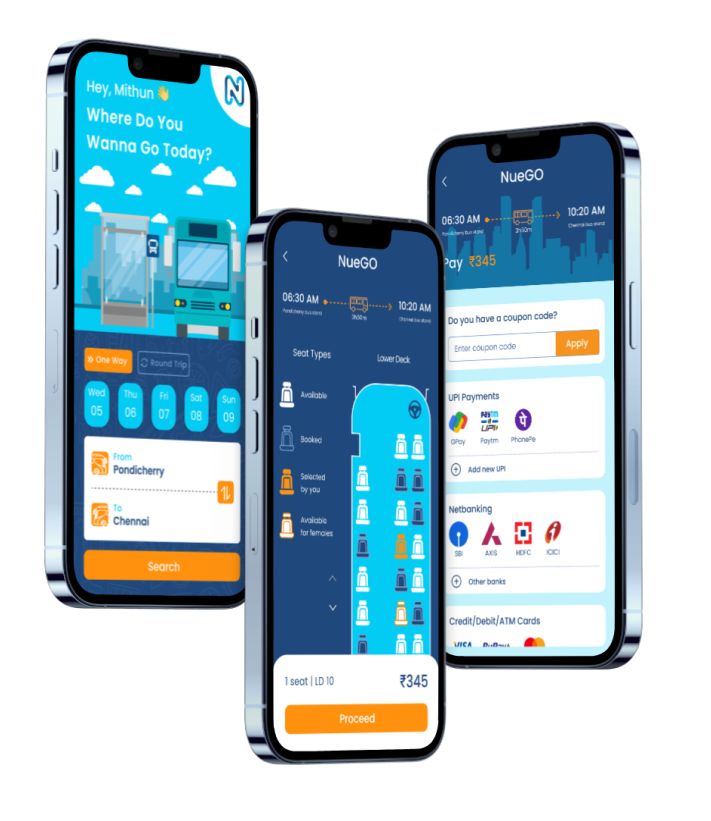 Hey, Mithun 👋
Where Do You
Wanna Go Today?
N
» One Way
Round Trip
Wed
05
Thu
06
Fri
07
Sat
08
Sun
09
From
Pondicherry
To
Chennai
Search
NueGO
06:30 AM
10:20 AM
Pondicherry bus stand
3h50m
Chennai bus stand
Seat Types
Lower Deck
Available
Booked
Selected
by you
Available
for females
1 seat | LD 10
₹345
Proceed
NueGO
06:30 AM
10:20 AM
Pondicherry bus stand
3h50m
Chennai bus stand
Pay ₹345
Do you have a coupon code?
Enter coupon code
Apply
UPI Payments
GPay
Paytm
PhonePe
Add new UPI
Netbanking
SBI
AXIS
HDFC
ICICI
Other banks
Credit/Debit/ATM Cards
VISA
RuPay